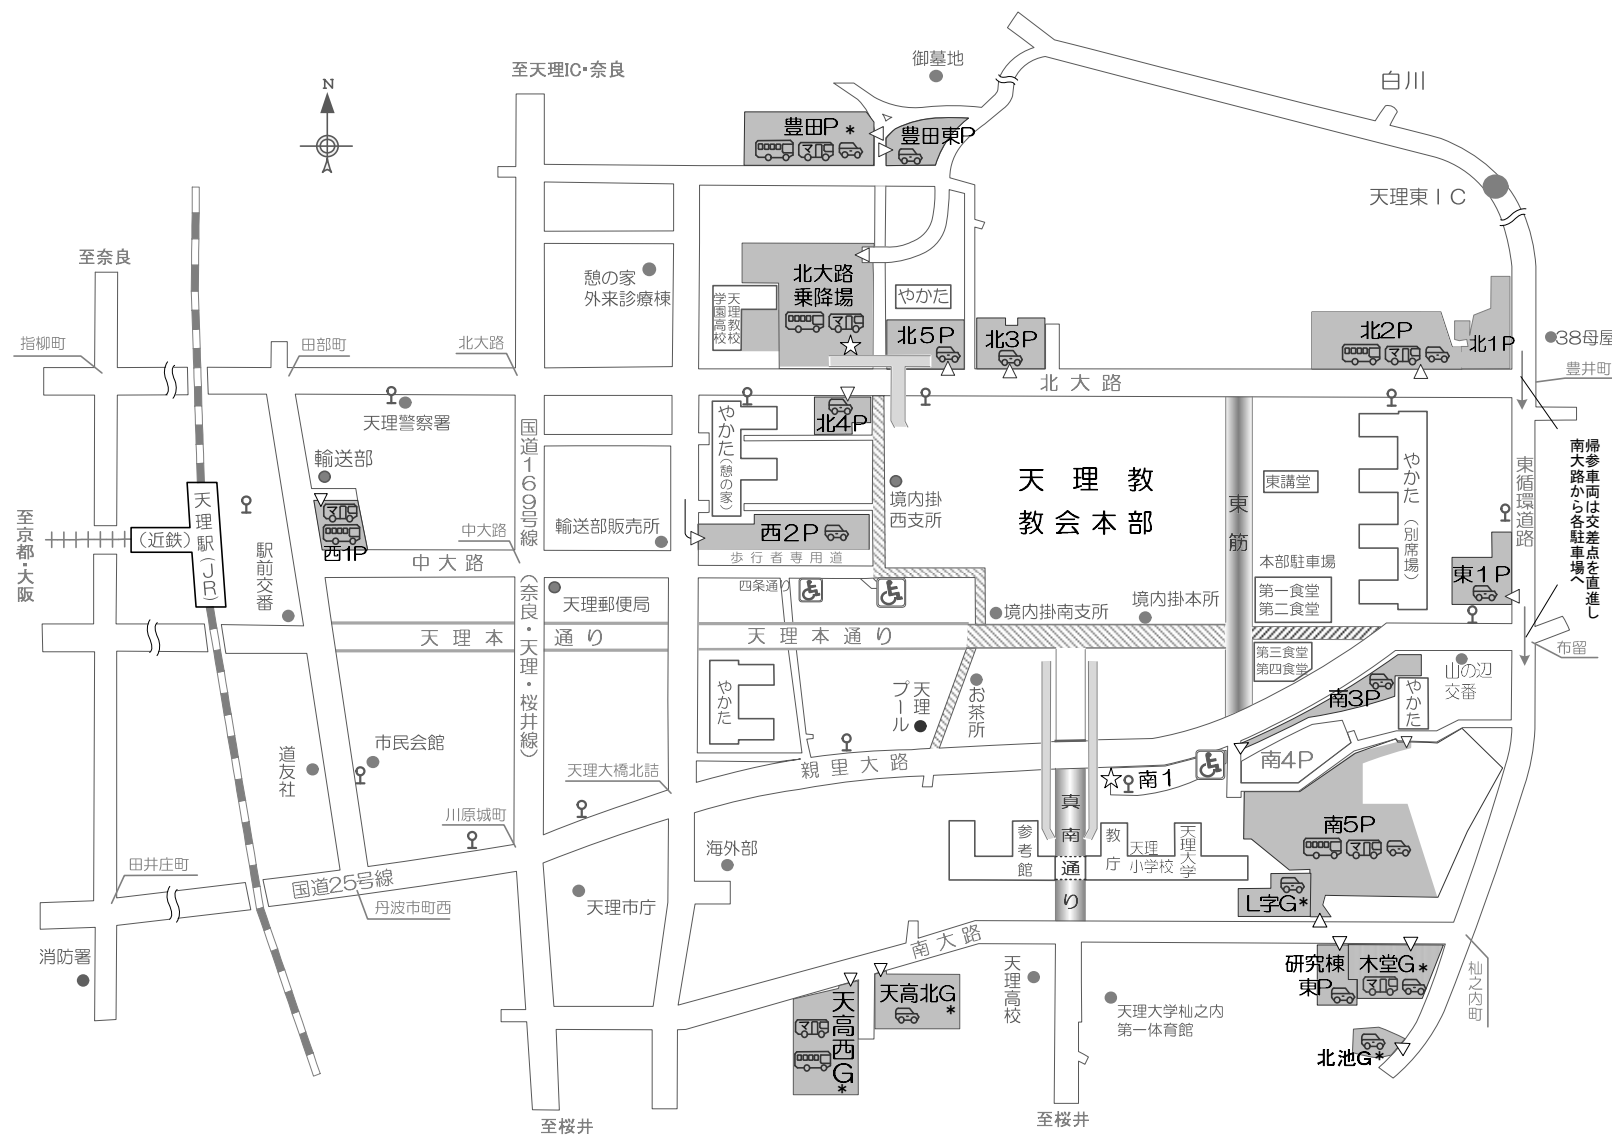 至天理IC・奈良
御墓地
白川
N
豊田P *
マ
豊田東P
天理東IC
至奈良
憩の家
外来診療棟
天理教校
学園高校
北大路
乗降場
マ
やかた
北5P
北3P
北2P
マ
北1P
38母屋
豊井町
指柳町
田部町
北大路
北大路
天理警察署
国道169号線
(奈良・天理・桜井線)
やかた(憩の家)
北4P
境内掛
西支所
天理教
教会本部
東筋
東講堂
やかた(別席場)
東循環道路
帰参車両は交差点を直進し
南大路から各駐車場へ
輸送部
マ
西1P
天理駅(JR)
(近鉄)
至京都・大阪
駅前交番
中大路
中大路
輸送部販売所
西2P
歩行者専用道
四条通り
天理郵便局
境内掛南支所
境内掛本所
本部駐車場
第一食堂
第二食堂
東1P
天理本通り
天理本通り
第三食堂
第四食堂
布留
山の辺
交番
南3P
やかた
やかた
天理
プール
お茶所
道友社
市民会館
天理大橋北詰
親里大路
南1
南4P
川原城町
真南通り
参考館
教庁
天理
小学校
天理大学
南5P
マ
海外部
田井庄町
国道25号線
丹波市町西
天理市庁
L字G*
消防署
南大路
天理高校
天理大学杣之内
第一体育館
研究棟
東P
木堂G*
マ
杣之内町
天高西G*
マ
天高北G
*
北池G*
至桜井
至桜井